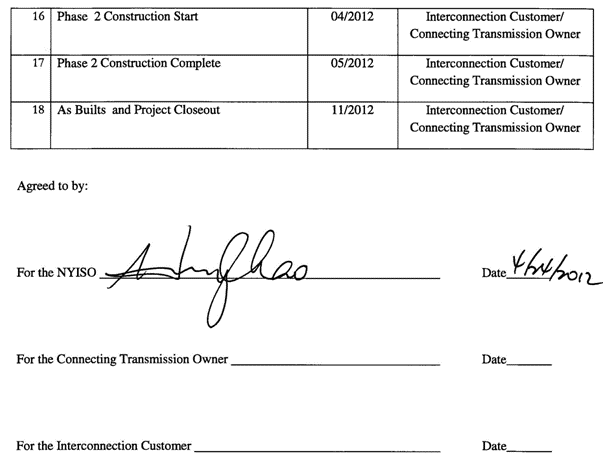 16 Phase 2 Construction Start 04/2012 Interconnection Customer/
Connecting Transmission Owner
17 Phase 2 Construction Complete 05/2012 Interconnection Customer/
Connecting Transmission Owner
18 As Builts and Project Closeout 11/2012 Interconnection Customer/
Connecting Transmission Owner
Agreed to by:
For the NYISO Date 4/24/2012
For the Connecting Transmission Owner Date
For the Interconnection Customer Date